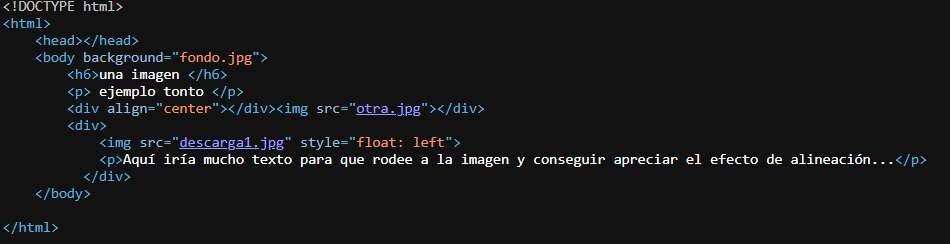 <!DOCTYPE html>
<html>
    <head></head>
    <body background="fondo.jpg">
        <h6>una imagen </h6>
        <p> ejemplo tonto </p>
        <div align="center"></div><img src="otra.jpg"></div>
        <div>
            <img src="descarga1.jpg" style="float: left">
            <p>Aquí iría mucho texto para que rodee a la imagen y conseguir apreciar el efecto de alineación...</p>
          </div>
    </body>

</html>